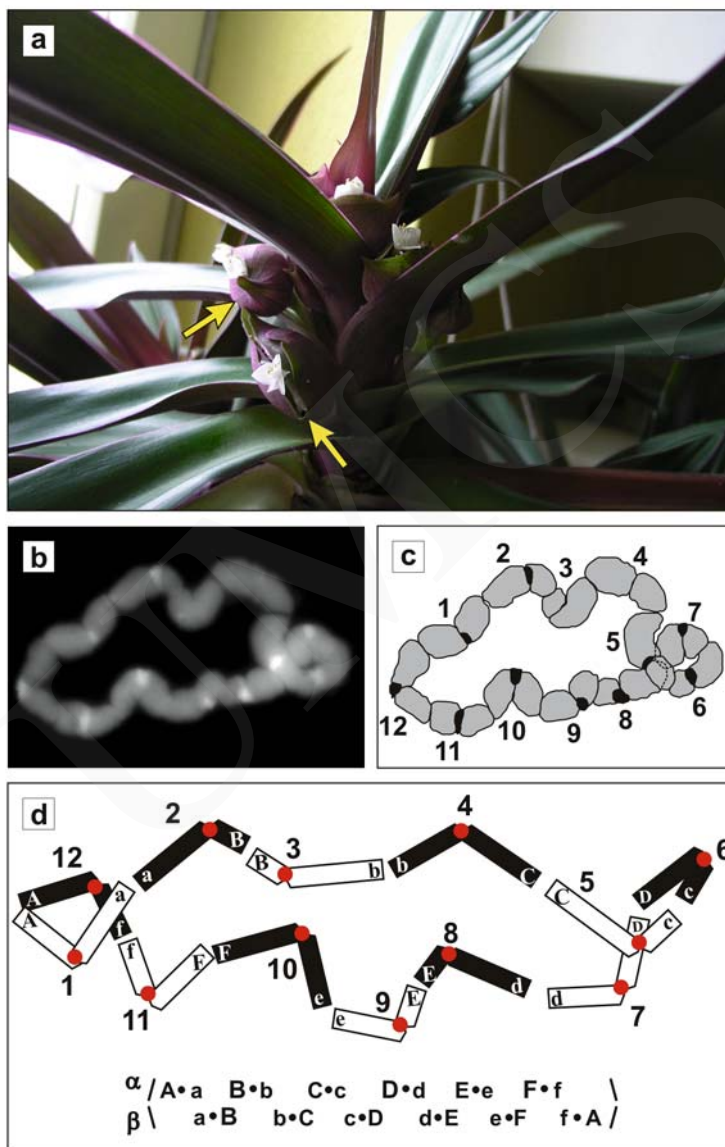 a
UMCS
b
c
2 3 4
1
7
5
6
12
11 10 9 8
d
2
4
6
12
B
B 3 b
b
C
C 5
D
c
a
a
A
A
f
1
f
F F
10
e
8
E
E
d
d
D
c
11
e
9
7
α / A•a B•b C•c D•d E•e F•f \
β \ a•B b•C c•D d•E e•F f•A /